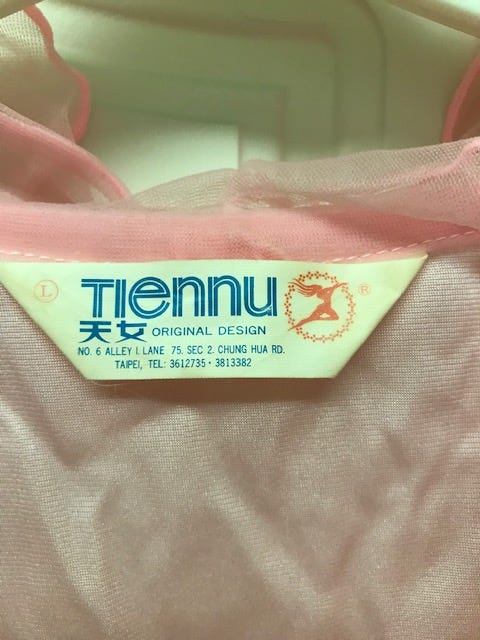 L
Tiennu ®
天女 ORIGINAL DESIGN
NO. 6 ALLEY I. LANE 75. SEC 2. CHUNG HUA RD.
TAIPEI, TEL: 3612735 · 3813382